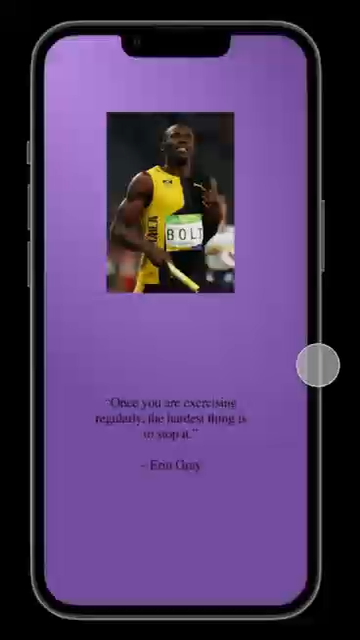 BOLT
"Once you are exercising
regularly, the hardest thing is
to stop it."
- Erin Gray